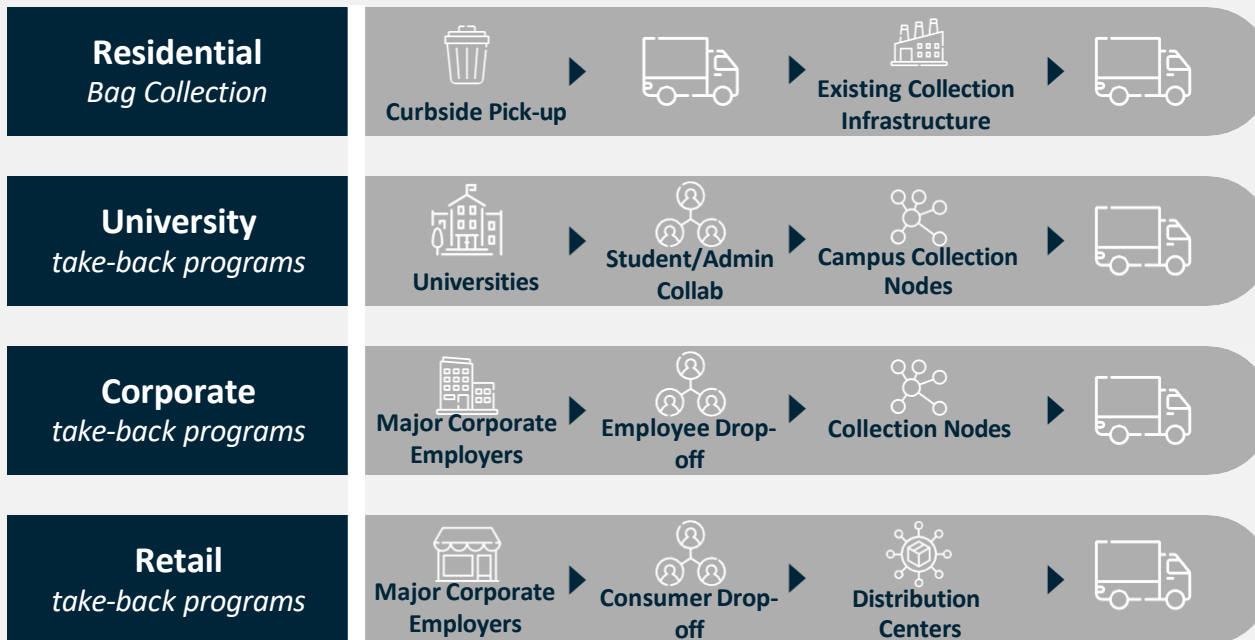 Residential
Bag Collection
Curbside Pick-up
Existing Collection
Infrastructure
University
take-back programs
Universities
Student/Admin
Collab
Campus Collection
Nodes
Corporate
take-back programs
Major Corporate
Employers
Employee Drop-
off
Collection Nodes
Retail
take-back programs
Major Corporate
Employers
Consumer Drop-
off
Distribution
Centers